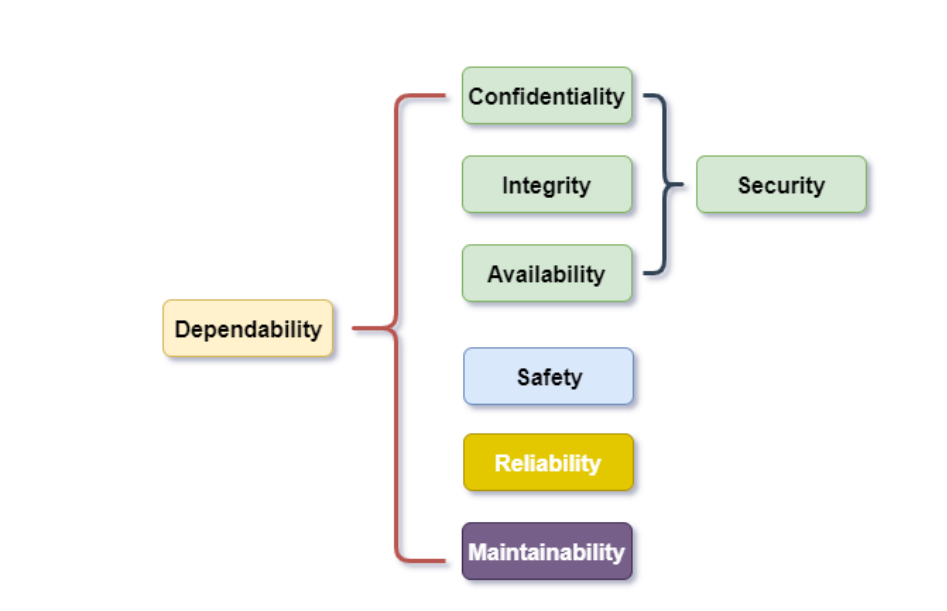 Confidentiality
Integrity
Security
Availability
Dependability
Safety
Reliability
Maintainability